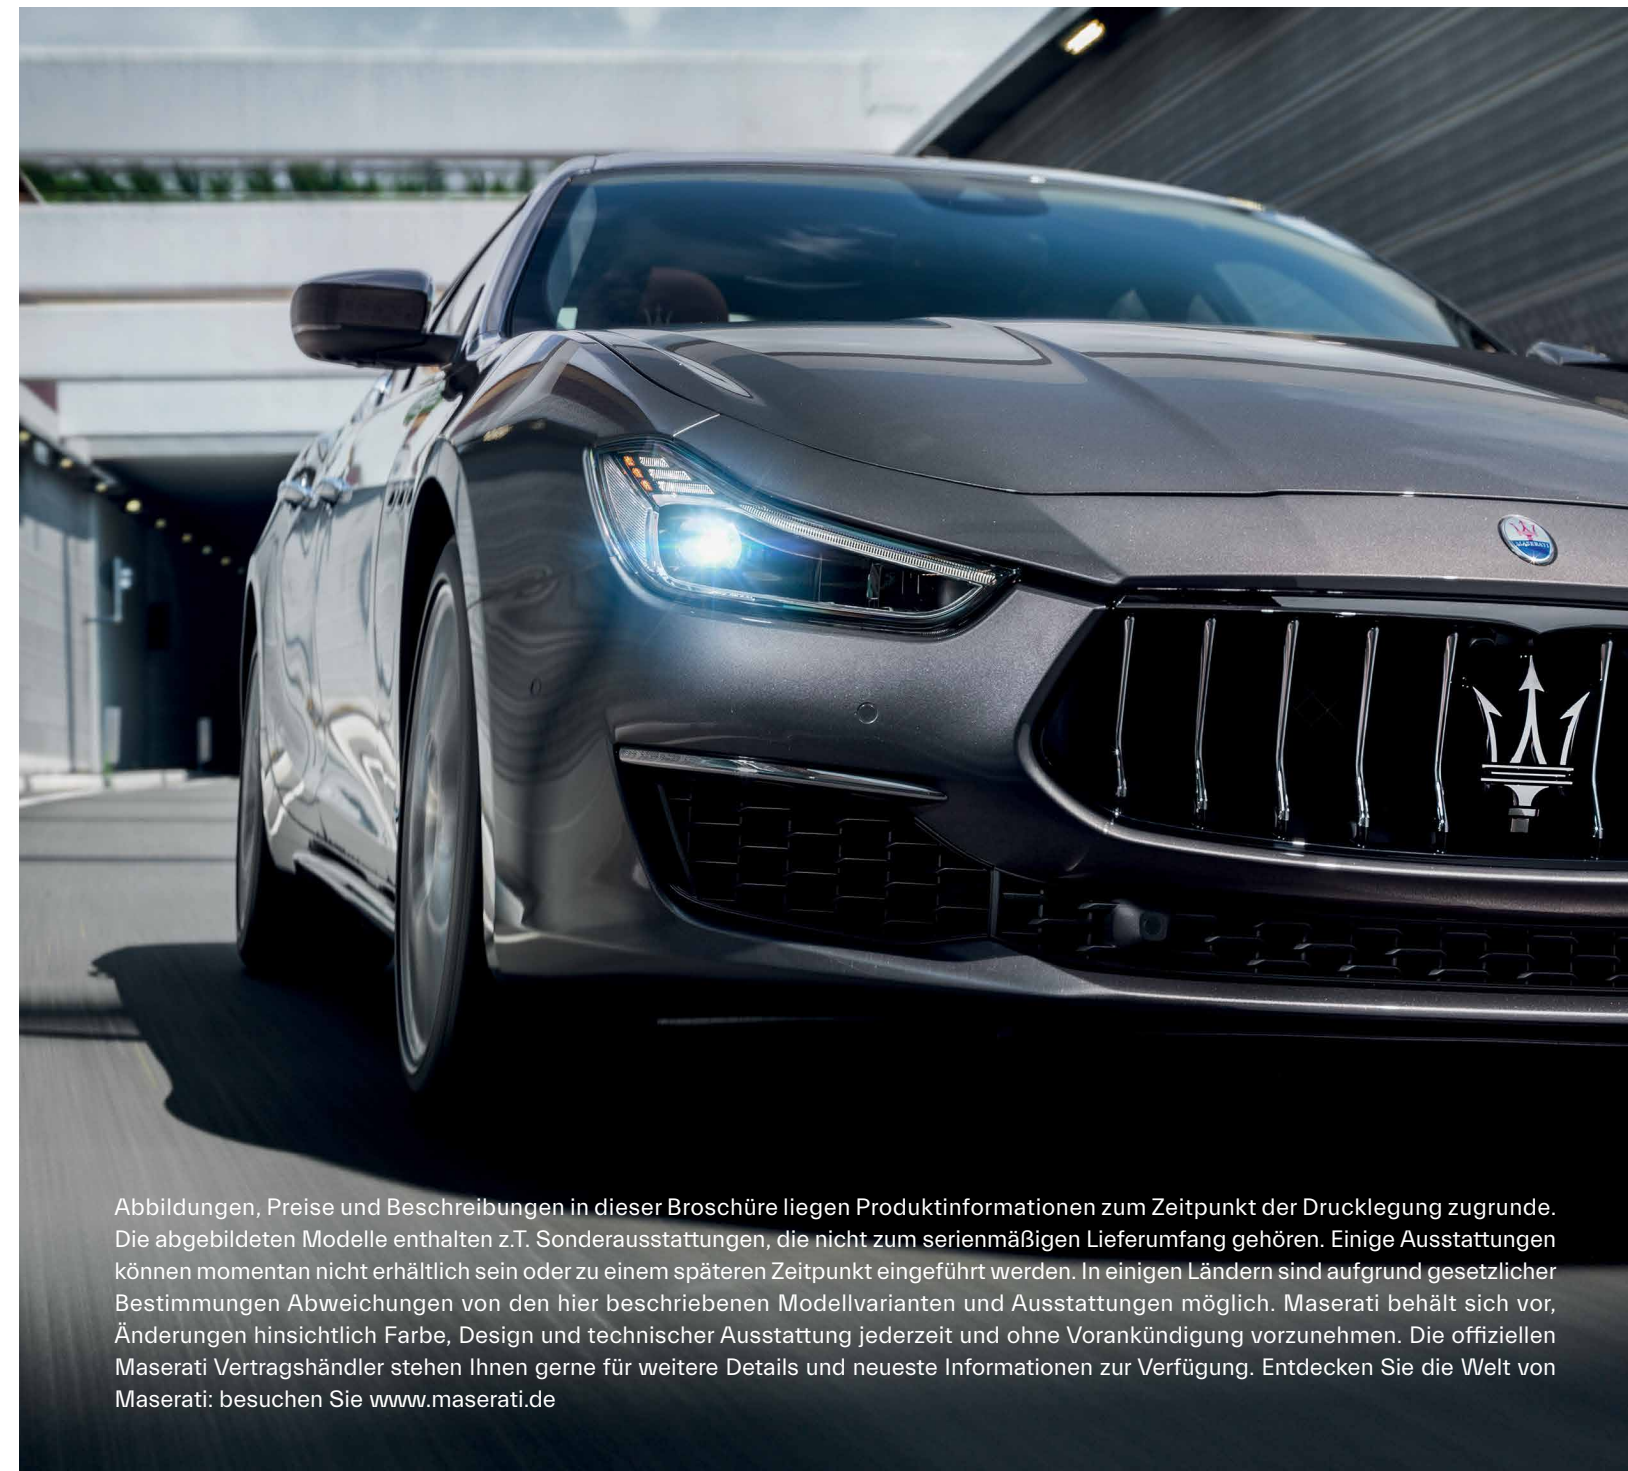 MASERATI
Abbildungen, Preise und Beschreibungen in dieser Broschüre liegen Produktinformationen zum Zeitpunkt der Drucklegung zugrunde.
Die abgebildeten Modelle enthalten z.T. Sonderausstattungen, die nicht zum serienmäßigen Lieferumfang gehören. Einige Ausstattungen
können momentan nicht erhältlich sein oder zu einem späteren Zeitpunkt eingeführt werden. In einigen Ländern sind aufgrund gesetzlicher
Bestimmungen Abweichungen von den hier beschriebenen Modellvarianten und Ausstattungen möglich. Maserati behält sich vor,
Änderungen hinsichtlich Farbe, Design und technischer Ausstattung jederzeit und ohne Vorankündigung vorzunehmen. Die offiziellen
Maserati Vertragshändler stehen Ihnen gerne für weitere Details und neueste Informationen zur Verfügung. Entdecken Sie die Welt von
Maserati: besuchen Sie www.maserati.de